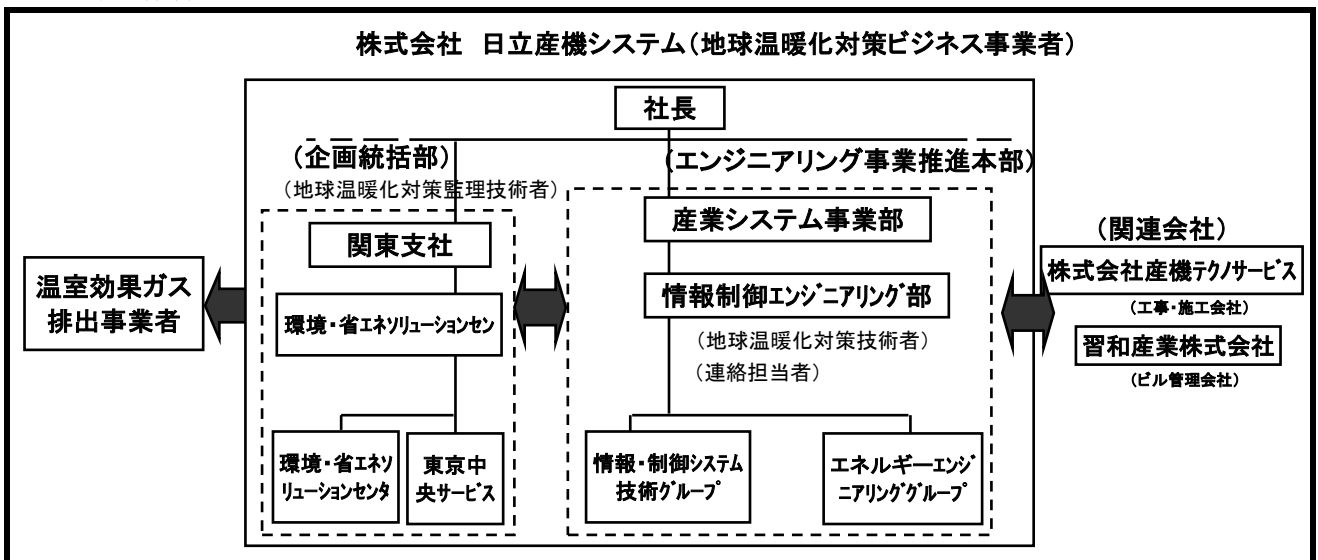 株式会社　日立産機システム（地球温暖化対策ビジネス事業者）
社長
（企画統括部）
（地球温暖化対策監理技術者）
（エンジニアリング事業推進本部）
関東支社
産業システム事業部
環境・省エネソリューションセン
情報制御エンジニアリング部
（地球温暖化対策技術者）
（連絡担当者）
環境・省エネソ
リューションセンタ
東京中
央サービス
情報・制御システム
技術グループ
エネルギーエンジ
ニアリンググループ
温室効果ガス
排出事業者
（関連会社）
株式会社産機テクノサービス
（工事・施工会社）
習和産業株式会社
（ビル管理会社）